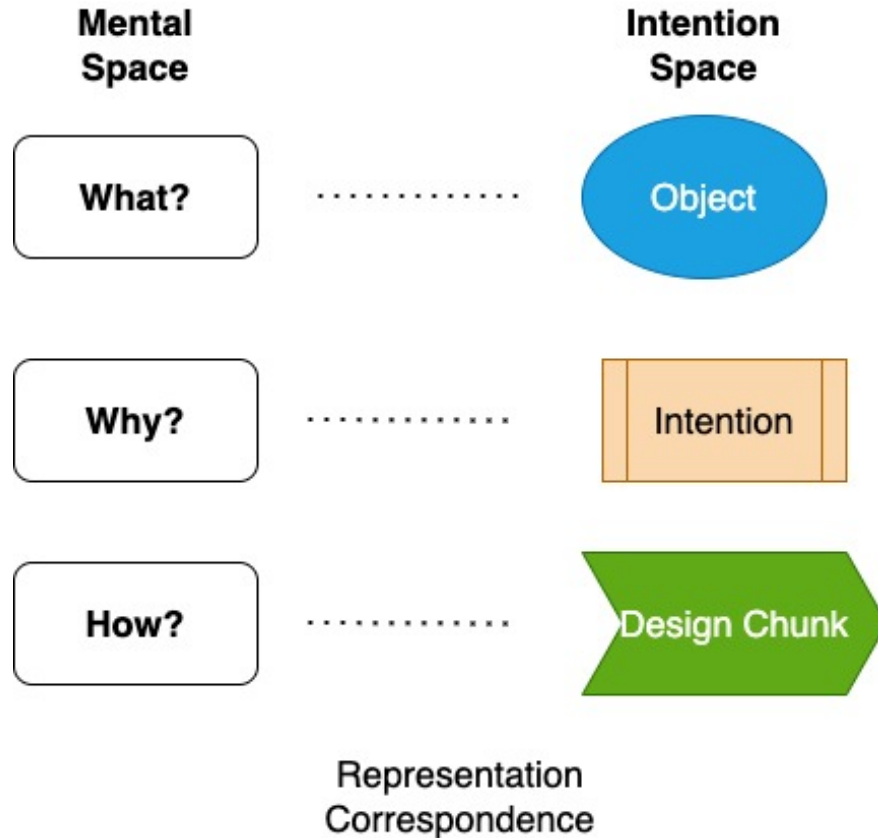 Mental
Space
Intention
Space
What?
Object
Why?
Intention
How?
Design Chunk
Representation
Correspondence